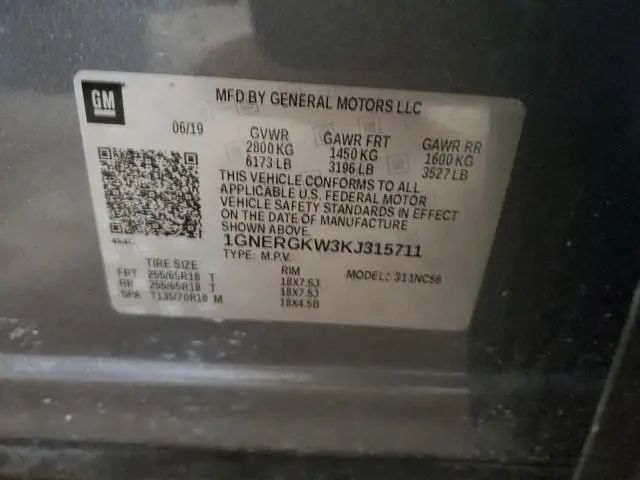 GM
MFD BY GENERAL MOTORS LLC
06/19 GVWR GAWR FRT GAWR RR
2800 KG 1450 KG 1600 KG
6173 LB 3196 LB 3527 LB
THIS VEHICLE CONFORMS TO ALL
APPLICABLE U.S. FEDERAL MOTOR
VEHICLE SAFETY STANDARDS IN EFFECT
ON THE DATE OF MANUFACTURE
SHOWN ABOVE.
1GNERGKW3KJ315711
TYPE: M.P.V. MODEL: 311NC56
TIRE SIZE RIM
FRT 255/65R18 T 18X7.5J
RR 255/65R18 T 18X7.5J
SPA T135/70R18 M 18X4.5B